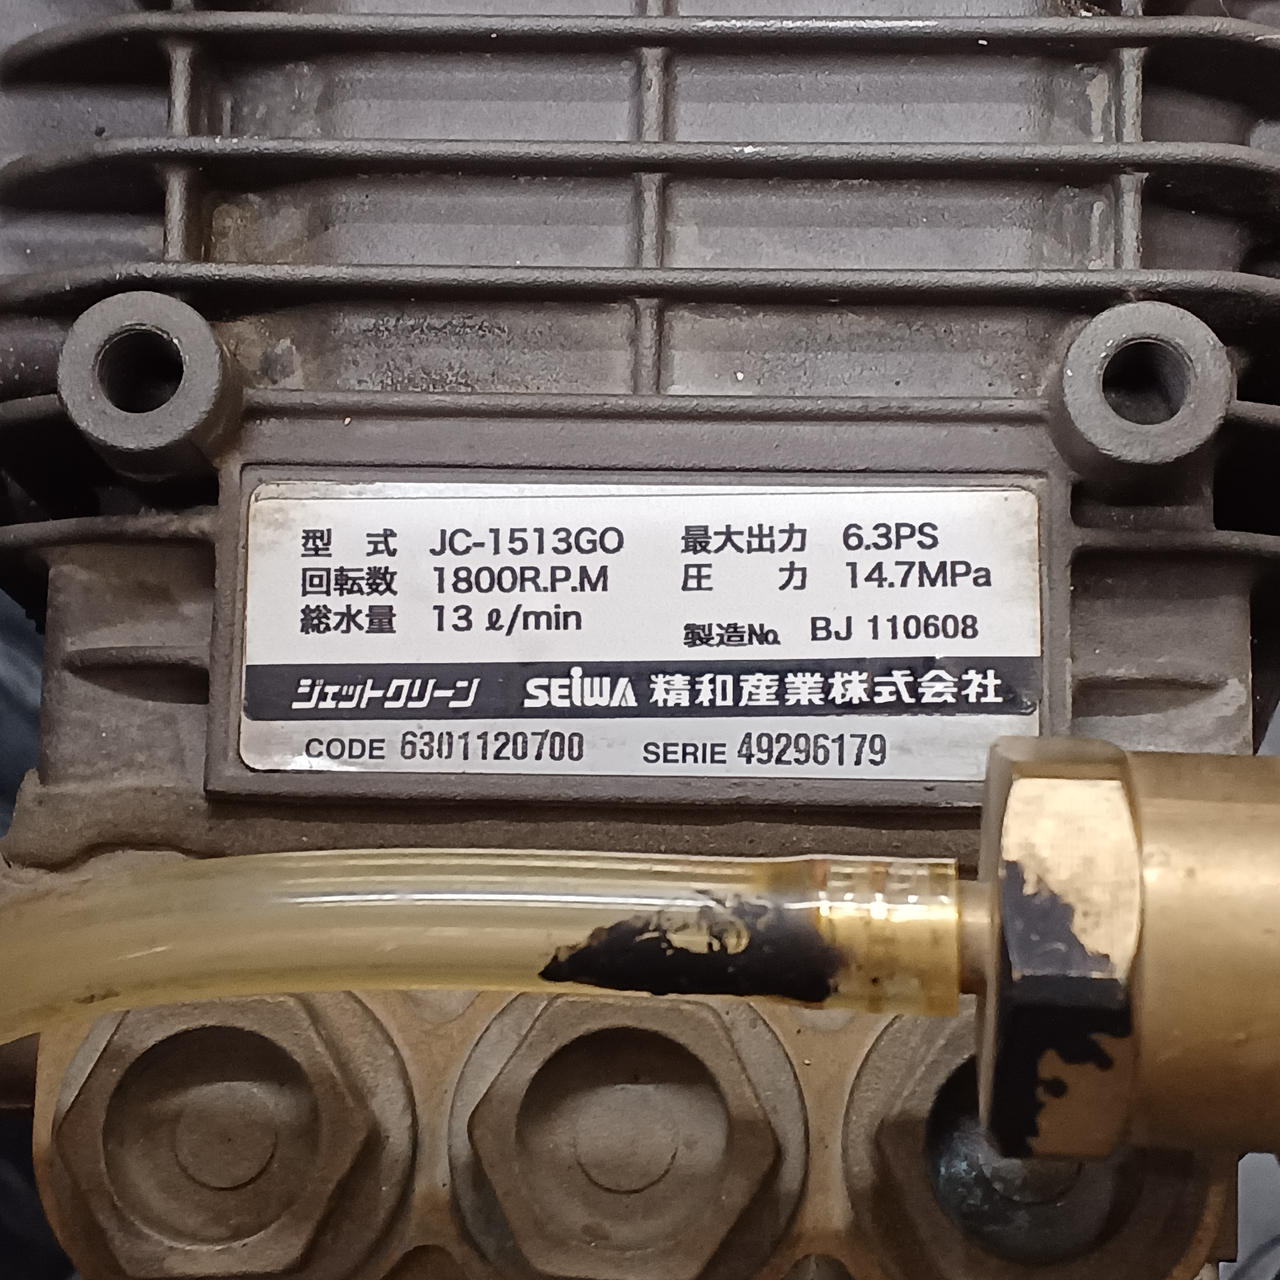 型 式 JC-1513GO 最大出力 6.3PS
回転数 1800R.P.M 圧 力 14.7MPa
総水量 13 ℓ/min 製造No. BJ 110608
ジェットクリーン SEIWA 精和産業株式会社
CODE 6301120700 SERIE 49296179